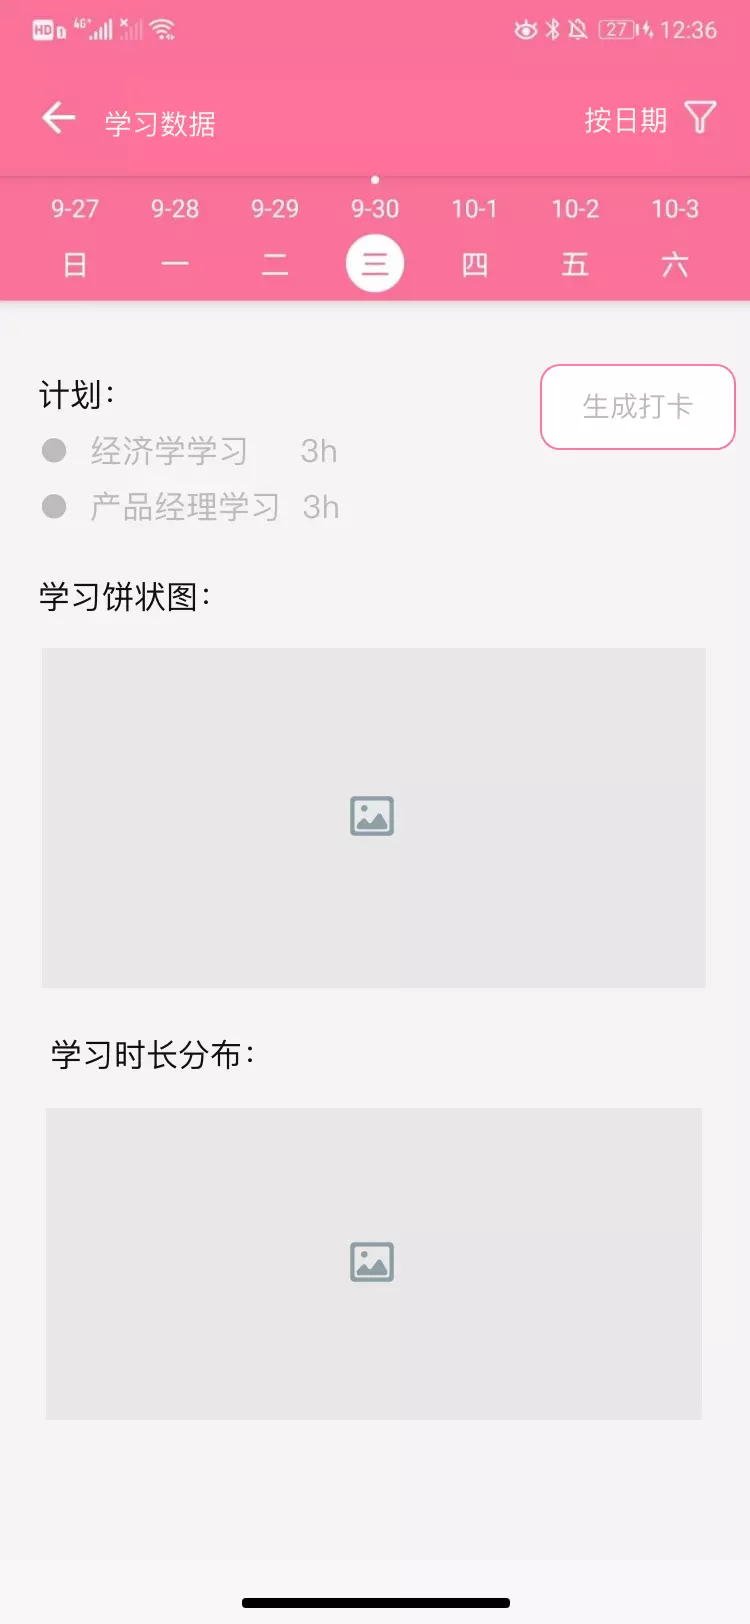 HD 1 4G+ 27 12:36
学习数据 按日期
9-27 9-28 9-29 9-30 10-1 10-2 10-3
日 一 二 三 四 五 六
计划：
生成打卡
经济学学习 3h
产品经理学习 3h
学习饼状图：
学习时长分布：